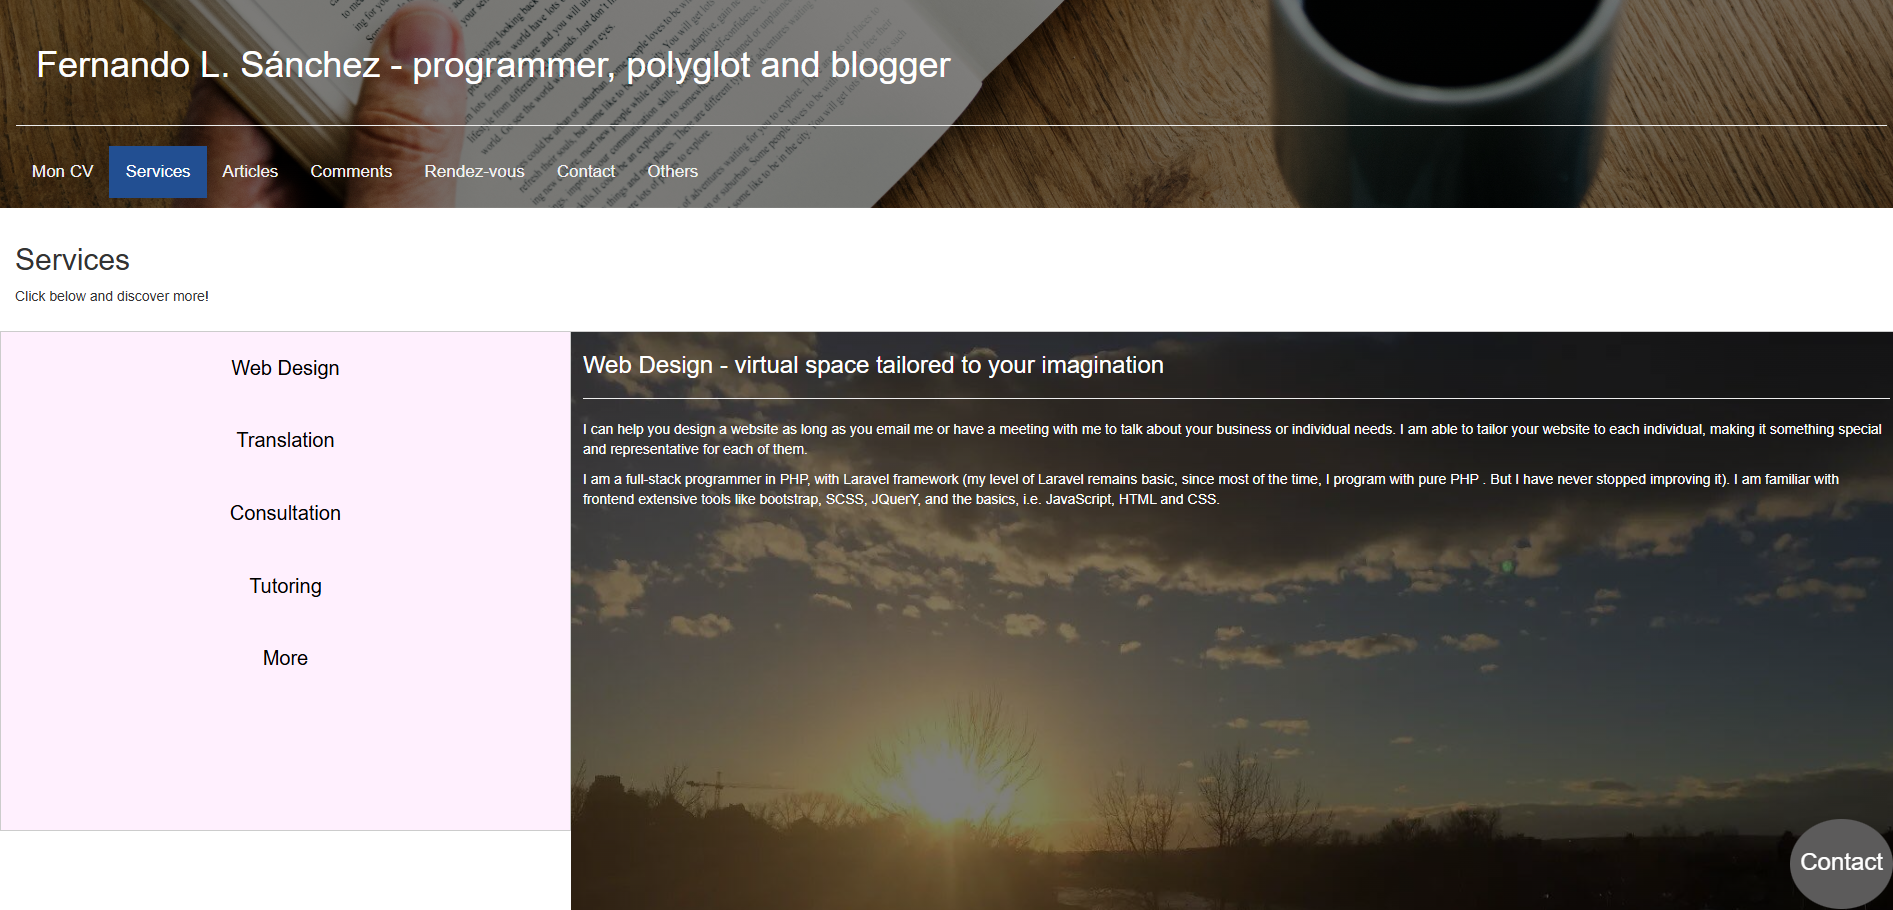 Fernando L. Sánchez - programmer, polyglot and blogger
Mon CV Services Articles Comments Rendez-vous Contact Others
Services
Click below and discover more!
Web Design
Translation
Consultation
Tutoring
More
Web Design - virtual space tailored to your imagination
I can help you design a website as long as you email me or have a meeting with me to talk about your business or individual needs. I am able to tailor your website to each individual, making it something special
and representative for each of them.
I am a full-stack programmer in PHP, with Laravel framework (my level of Laravel remains basic, since most of the time, I program with pure PHP . But I have never stopped improving it). I am familiar with
frontend extensive tools like bootstrap, SCSS, JQuerY, and the basics, i.e. JavaScript, HTML and CSS.
Contact